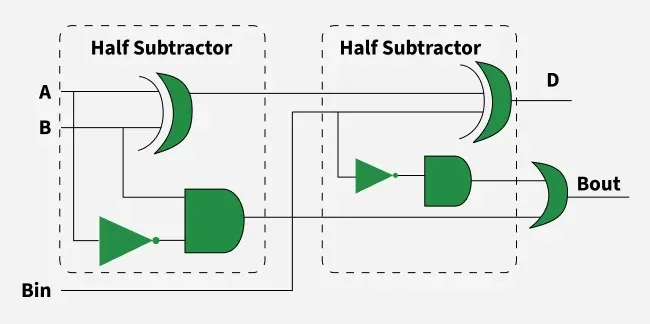 Half Subtractor
Half Subtractor
A
D
B
Bout
Bin